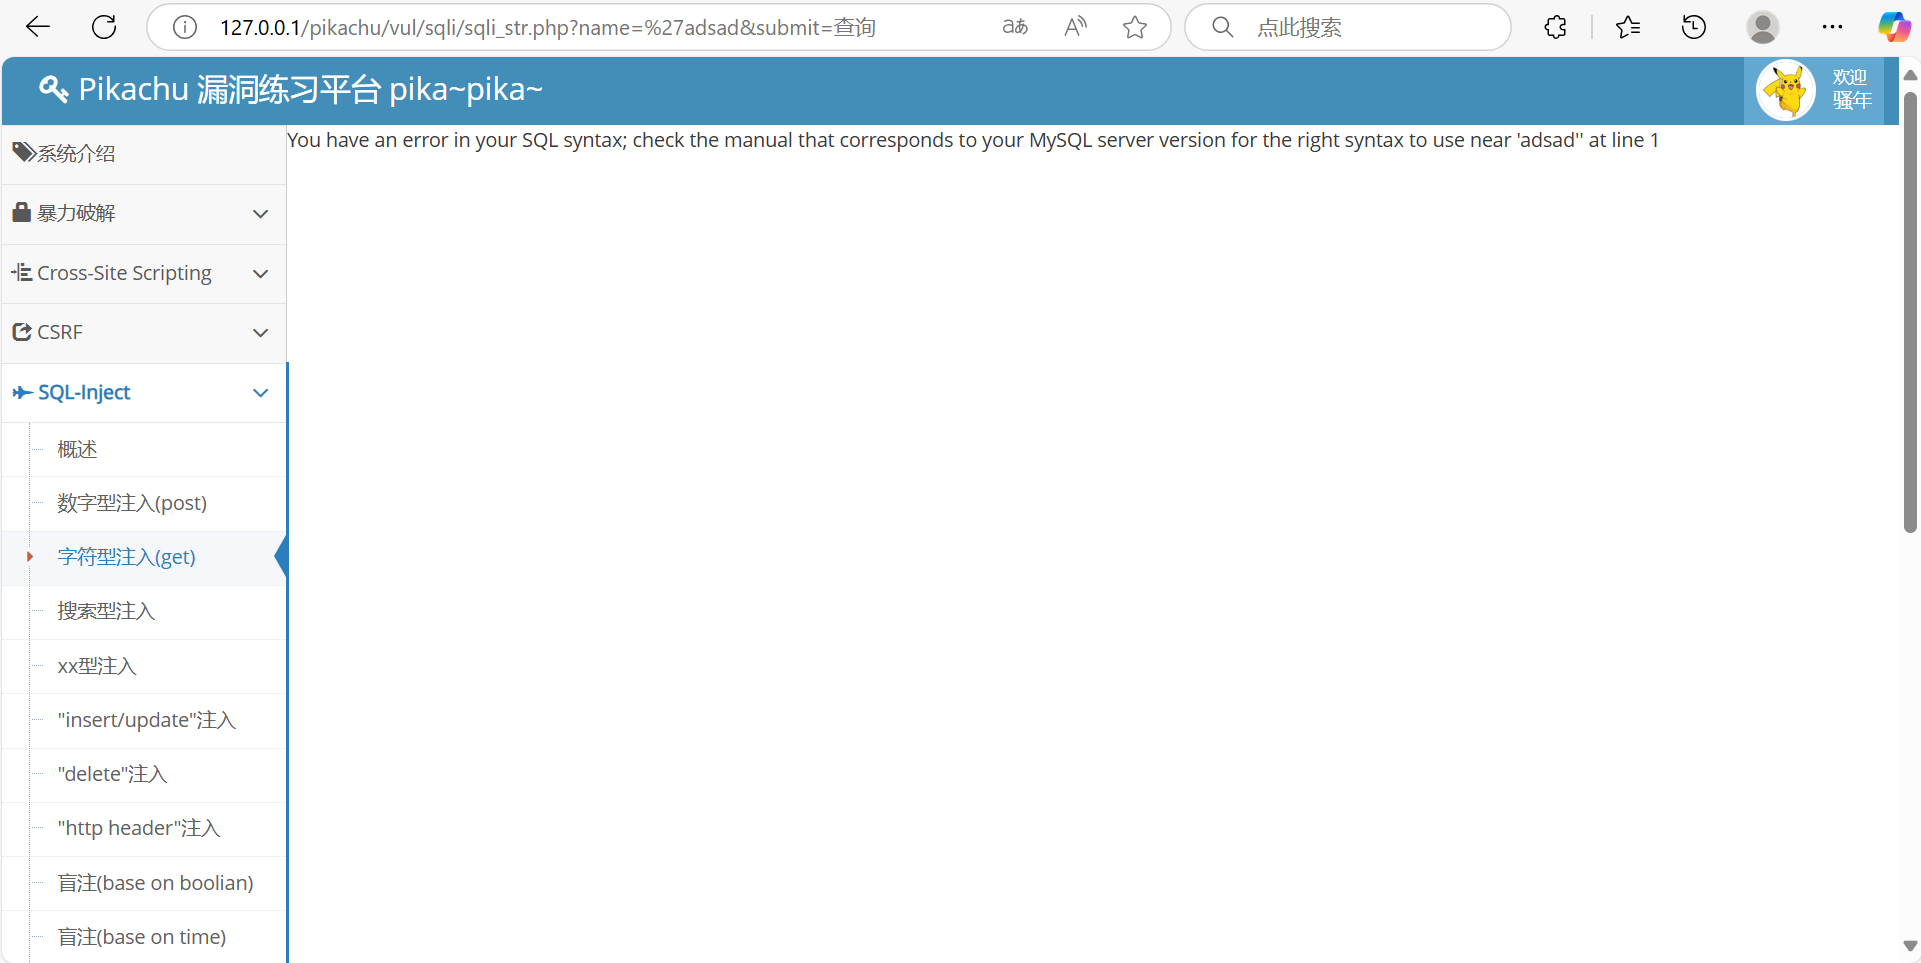 127.0.0.1/pikachu/vul/sqli/sqli_str.php?name=%27adsad&submit=查询
点此搜索
Pikachu 漏洞练习平台 pika~pika~
欢迎
骚年
系统介绍
You have an error in your SQL syntax; check the manual that corresponds to your MySQL server version for the right syntax to use near 'adsad'' at line 1
暴力破解
Cross-Site Scripting
CSRF
SQL-Inject
概述
数字型注入(post)
字符型注入(get)
搜索型注入
xx型注入
"insert/update"注入
"delete"注入
"http header"注入
盲注(base on boolian)
盲注(base on time)